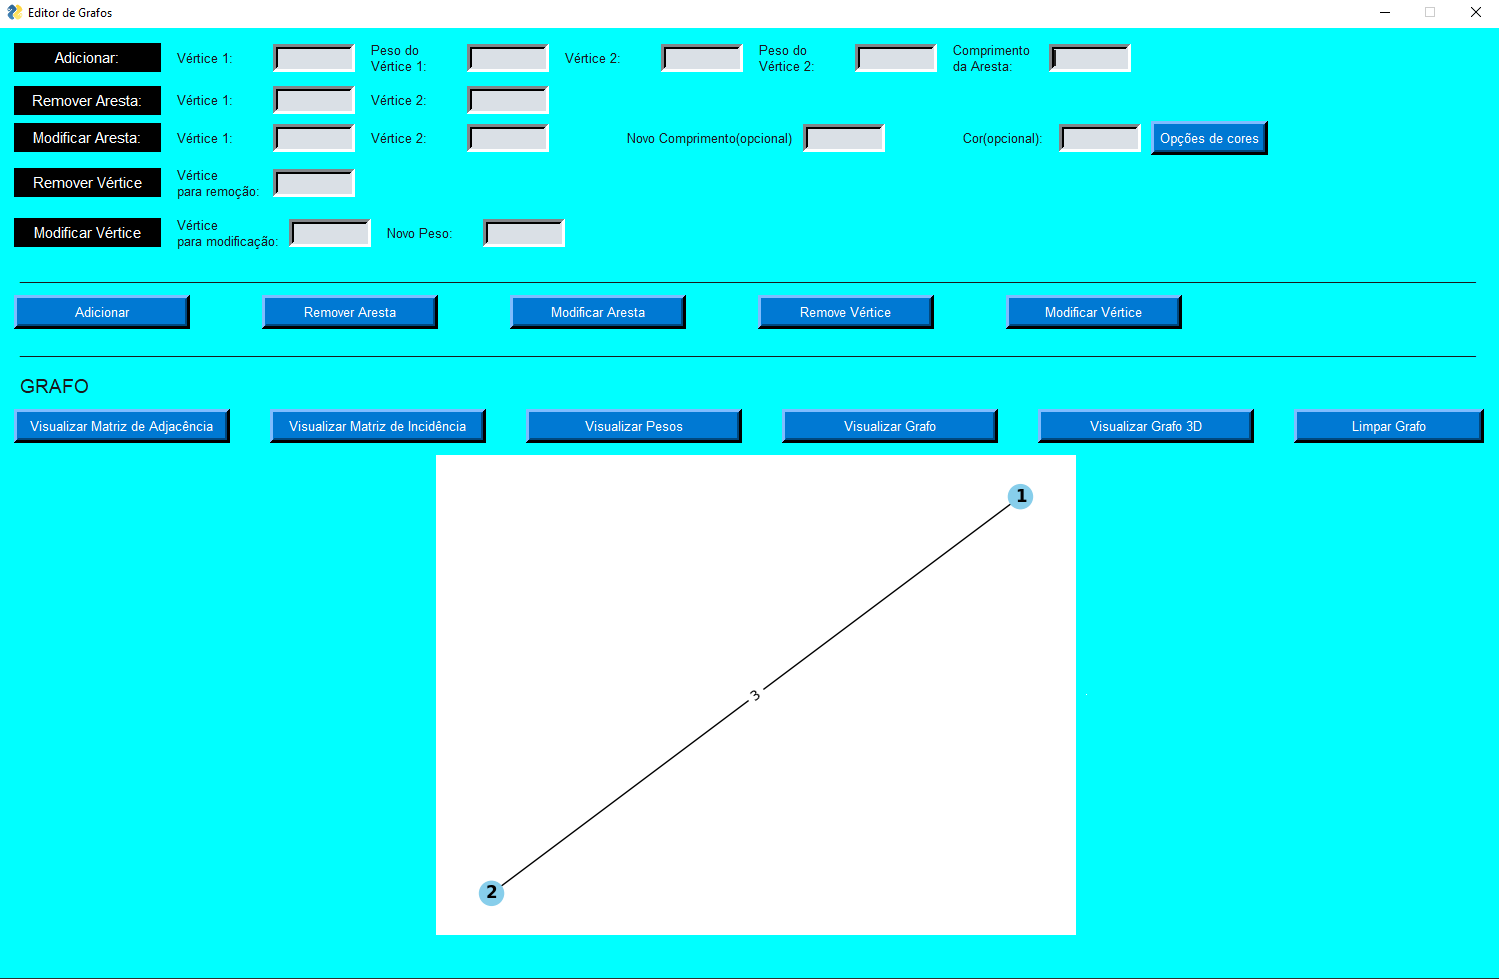 Editor de Grafos
Adicionar:
Vértice 1:
Peso do
Vértice 1:
Vértice 2:
Peso do
Vértice 2:
Comprimento
da Aresta:
Remover Aresta:
Vértice 1:
Vértice 2:
Modificar Aresta:
Vértice 1:
Vértice 2:
Novo Comprimento(opcional)
Cor(opcional):
Opções de cores
Remover Vértice
Vértice
para remoção:
Modificar Vértice
Vértice
para modificação:
Novo Peso:
Adicionar
Remover Aresta
Modificar Aresta
Remove Vértice
Modificar Vértice
GRAFO
Visualizar Matriz de Adjacência
Visualizar Matriz de Incidência
Visualizar Pesos
Visualizar Grafo
Visualizar Grafo 3D
Limpar Grafo
1
3
2